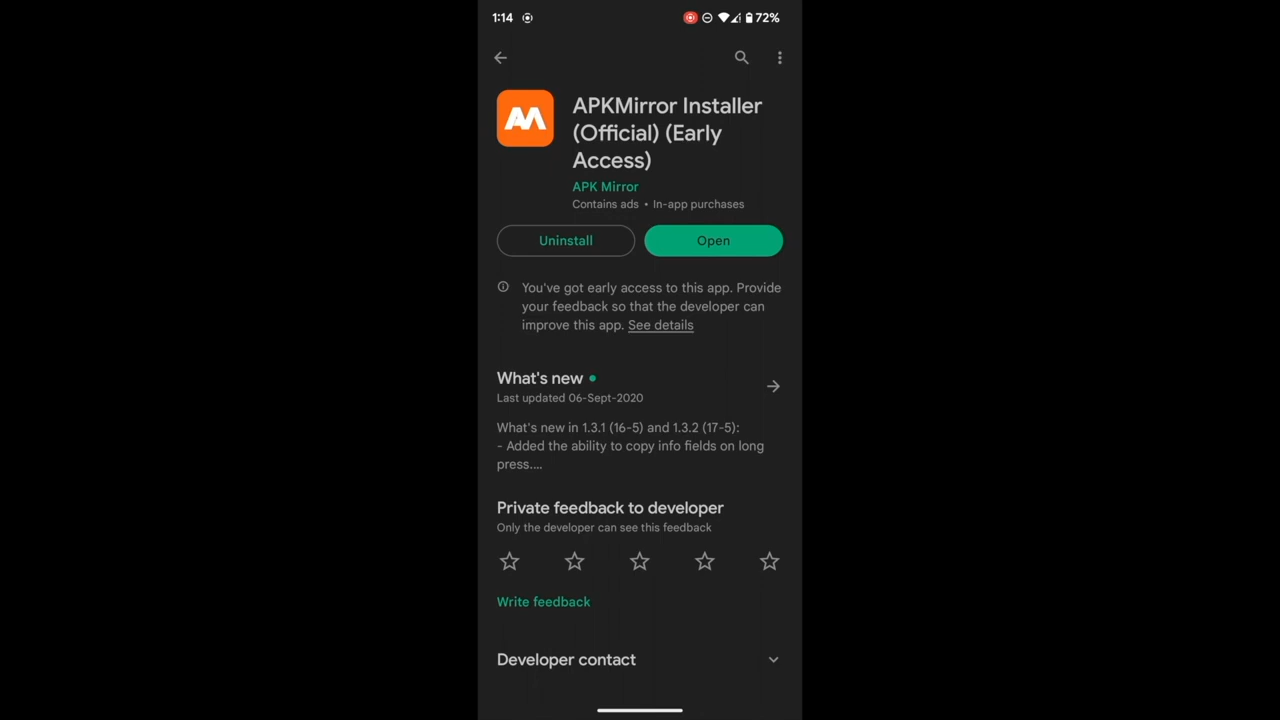 1:14
72%
APKMirror Installer
(Official) (Early
Access)
APK Mirror
Contains ads • In-app purchases
Uninstall
Open
You've got early access to this app. Provide
your feedback so that the developer can
improve this app. See details
What's new
Last updated 06-Sept-2020
What's new in 1.3.1 (16-5) and 1.3.2 (17-5):
- Added the ability to copy info fields on long
press....
Private feedback to developer
Only the developer can see this feedback
Write feedback
Developer contact